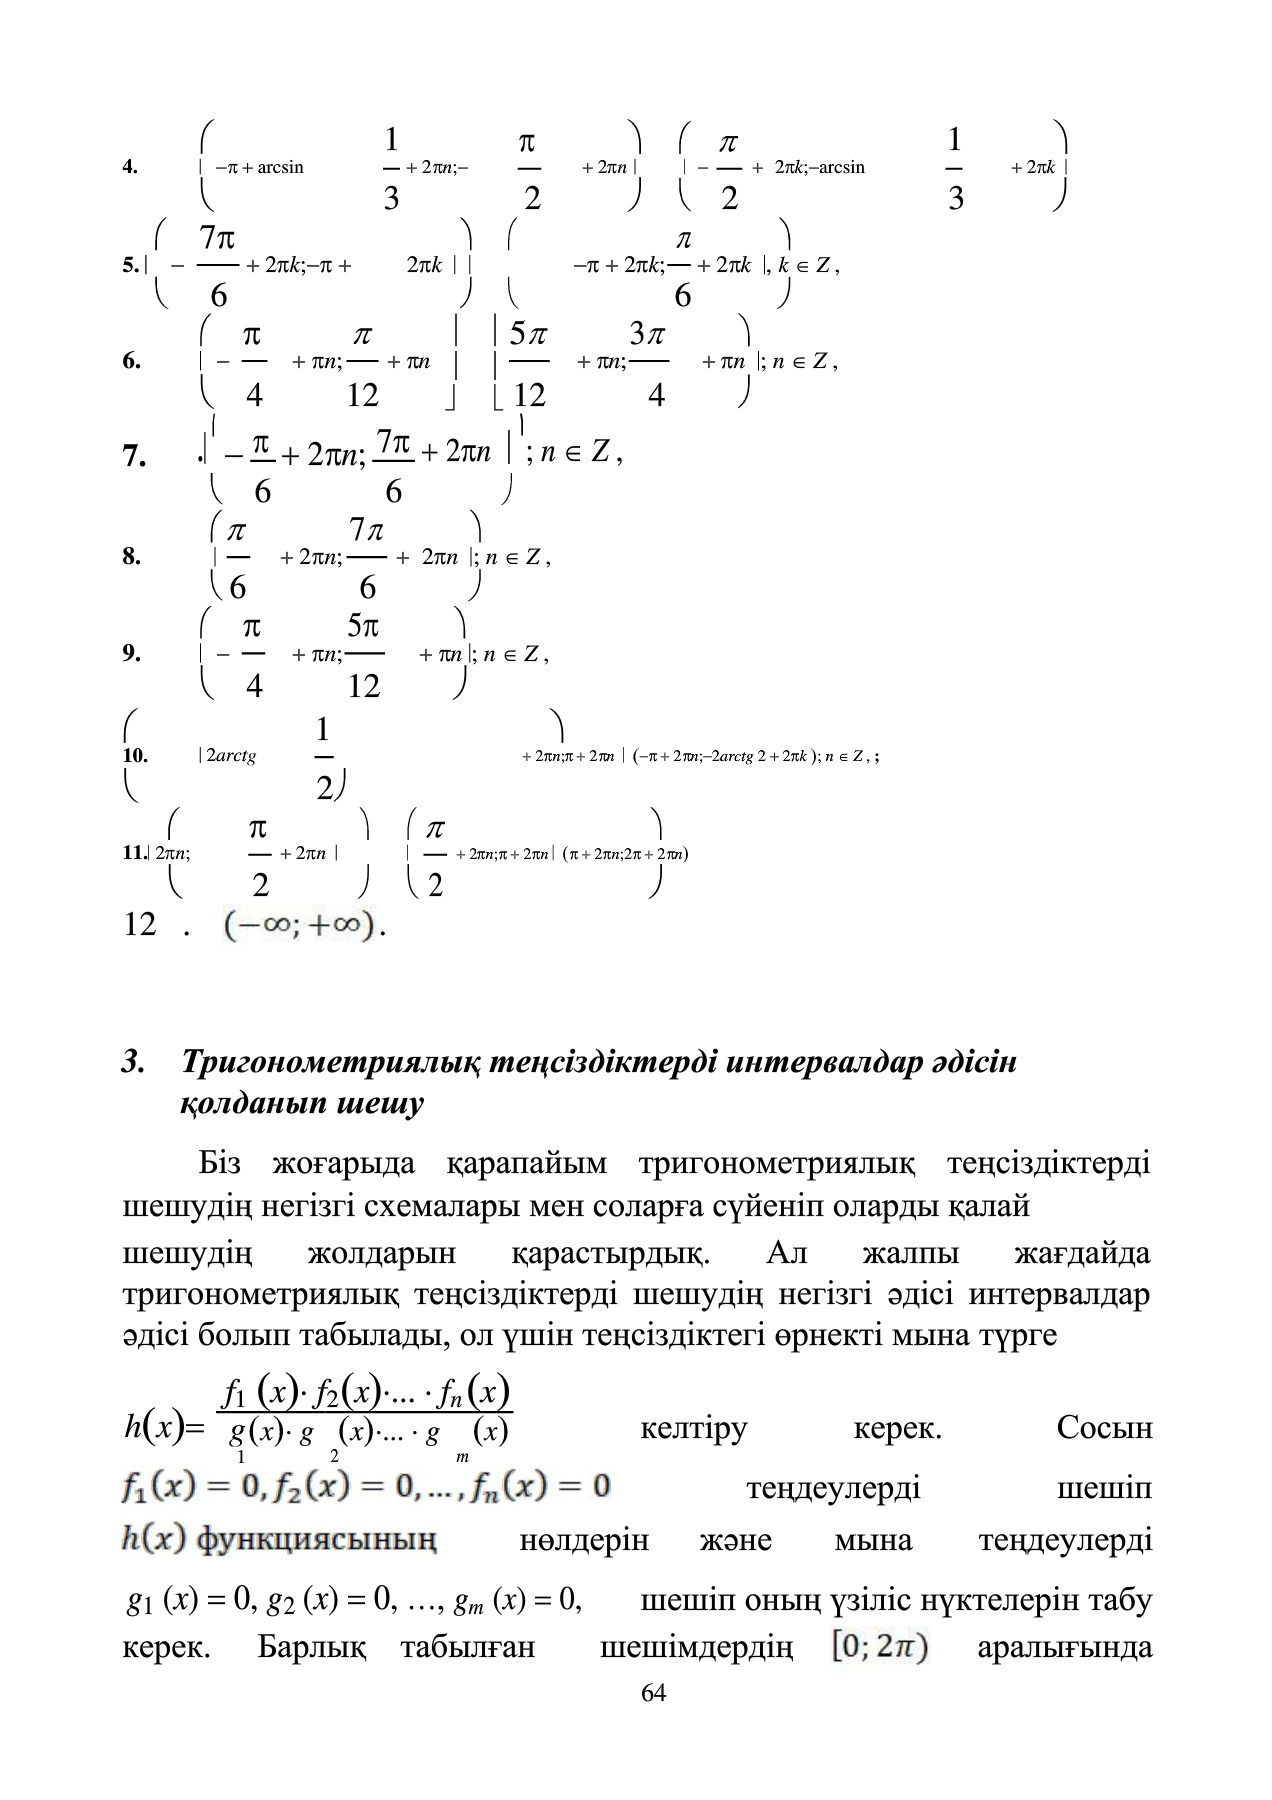 4. ( −π + arcsin 1/3 + 2πn; − π/2 + 2πn ) ( − π/2 + 2πk; −arcsin 1/3 + 2πk )
5. ( − 7π/6 + 2πk; −π + 2πk ) ( −π + 2πk; π/6 + 2πk ), k ∈ Z ,
6. ( − π/4 + πn; π/12 + πn ] [ 5π/12 + πn; 3π/4 + πn ); n ∈ Z ,
7. .( − π/6 + 2πn; 7π/6 + 2πn ); n ∈ Z ,
8. ( π/6 + 2πn; 7π/6 + 2πn ); n ∈ Z ,
9. ( − π/4 + πn; 5π/12 + πn ); n ∈ Z ,
10. ( 2arctg 1/2) + 2πn;π + 2πn ) (−π + 2πn;−2arctg 2 + 2πk ); n ∈ Z , ;
11. ( 2πn; π/2 + 2πn ) ( π/2 + 2πn;π + 2πn ) (π + 2πn;2π + 2πn)
12 . (−∞; +∞).
3. Тригонометриялық теңсіздіктерді интервалдар әдісін
қолданып шешу
Біз жоғарыда қарапайым тригонометриялық теңсіздіктерді
шешудің негізгі схемалары мен соларға сүйеніп оларды қалай
шешудің жолдарын қарастырдық. Ал жалпы жағдайда
тригонометриялық теңсіздіктерді шешудің негізгі әдісі интервалдар
әдісі болып табылады, ол үшін теңсіздіктегі өрнекті мына түрге
h(x)= f1 (x)· f2(x)·... · fn(x) / g1(x)· g2 (x)·... · gm (x) келтіру керек. Сосын
f1(x) = 0, f2(x) = 0, ... , fn(x) = 0 теңдеулерді шешіп
h(x) функциясының нөлдерін және мына теңдеулерді
g1 (x) = 0, g2 (x) = 0, …, gm (x) = 0, шешіп оның үзіліс нүктелерін табу
керек. Барлық табылған шешімдердің [0; 2π) аралығында
64